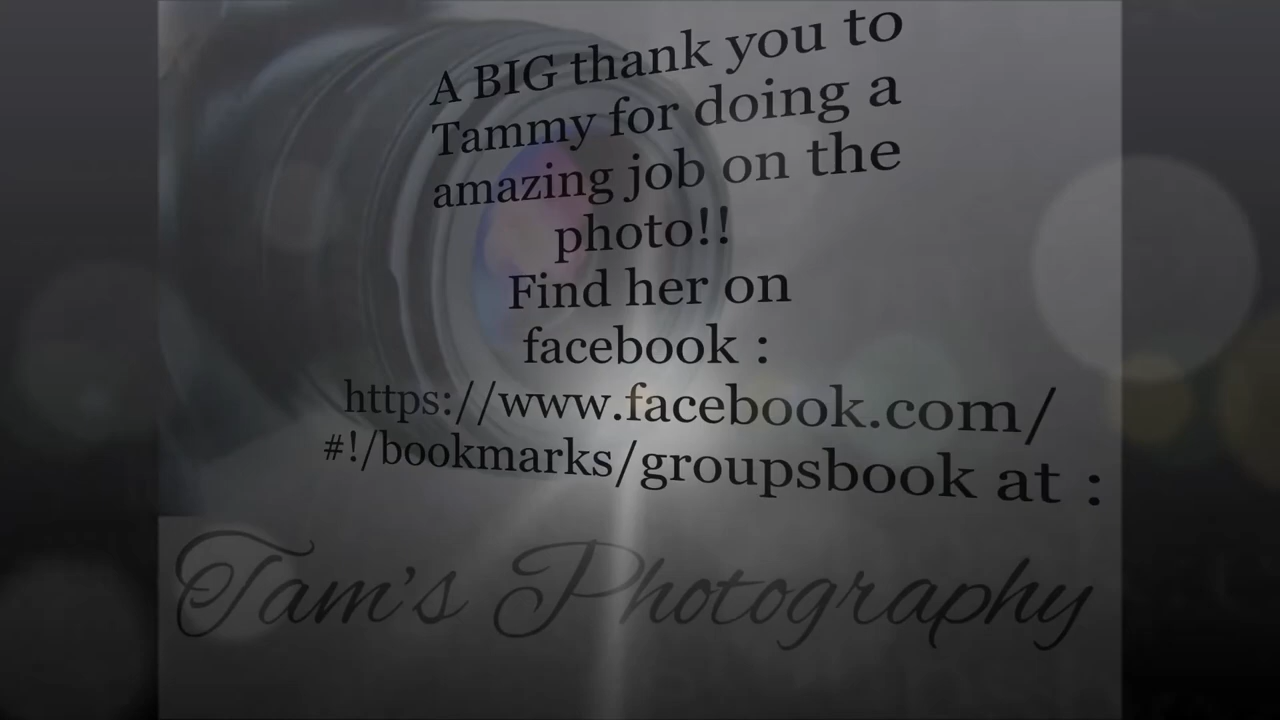 A BIG thank you to
Tammy for doing a
amazing job on the
photo!!
Find her on
facebook :
https://www.facebook.com/
#!/bookmarks/groupsbook at :
Tam's Photography